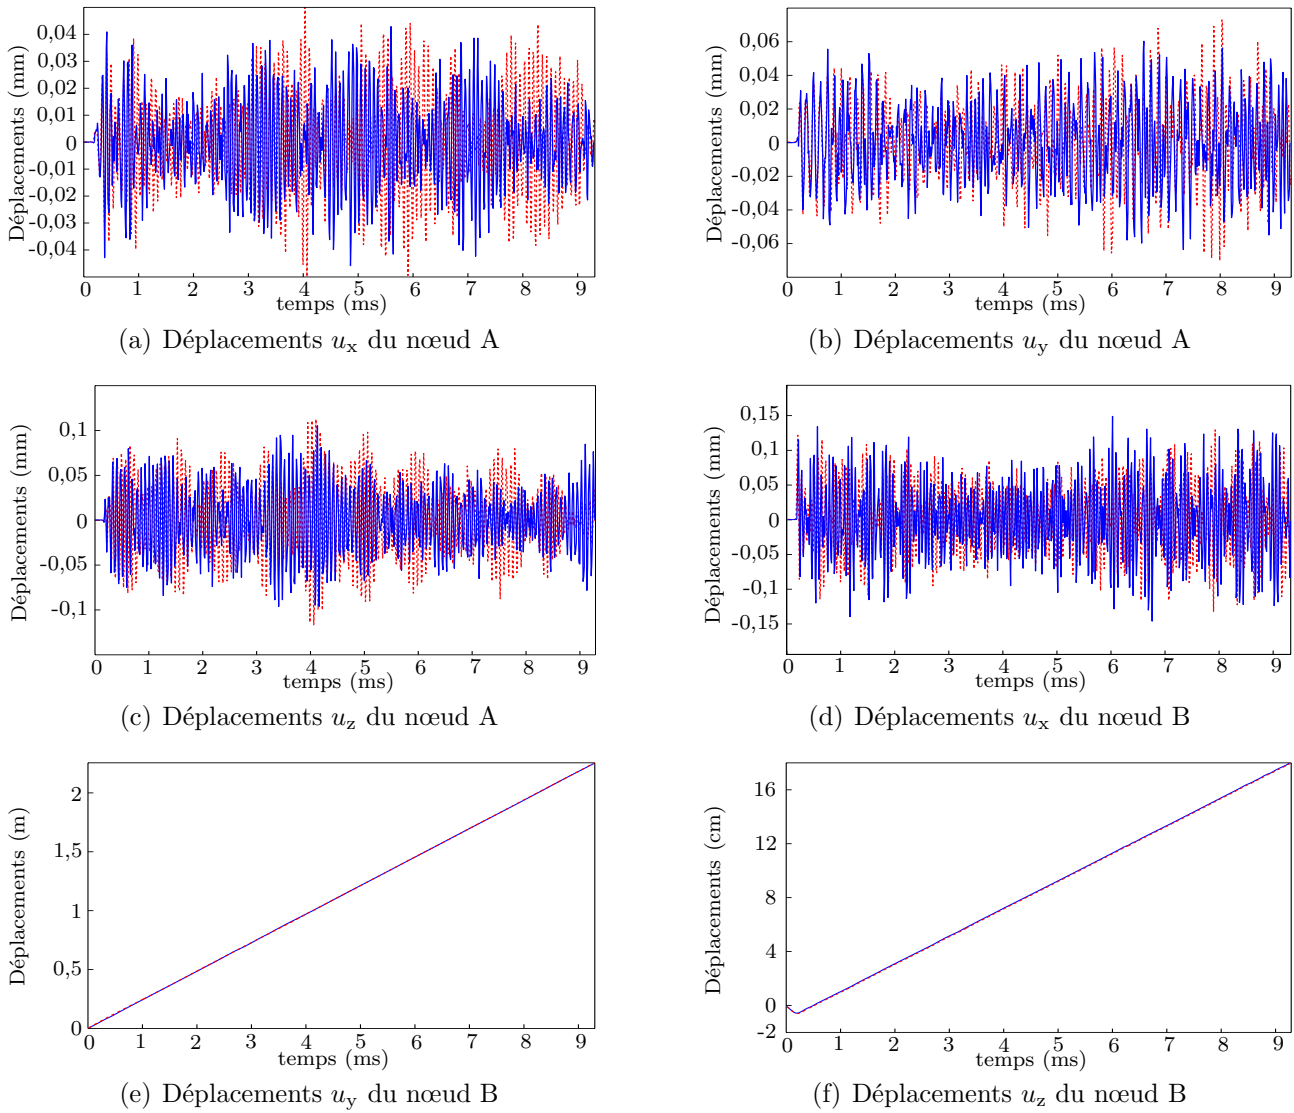 0,04
0,03
0,02
0,01
0
-0,01
-0,02
-0,03
-0,04
Déplacements (mm)
0 1 2 3 4 5 6 7 8 9
temps (ms)
(a) Déplacements uₓ du nœud A
0,06
0,04
0,02
0
-0,02
-0,04
-0,06
Déplacements (mm)
0 1 2 3 4 5 6 7 8 9
temps (ms)
(b) Déplacements u_y du nœud A
0,1
0,05
0
-0,05
-0,1
Déplacements (mm)
0 1 2 3 4 5 6 7 8 9
temps (ms)
(c) Déplacements u_z du nœud A
0,15
0,1
0,05
0
-0,05
-0,1
-0,15
Déplacements (mm)
0 1 2 3 4 5 6 7 8 9
temps (ms)
(d) Déplacements uₓ du nœud B
2
1,5
1
0,5
0
Déplacements (m)
0 1 2 3 4 5 6 7 8 9
temps (ms)
(e) Déplacements u_y du nœud B
16
12
8
4
0
-2
Déplacements (cm)
0 1 2 3 4 5 6 7 8 9
temps (ms)
(f) Déplacements u_z du nœud B